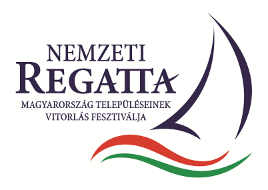 NEMZETI
REGATTA
MAGYARORSZÁG TELEPÜLÉSEINEK
VITORLÁS FESZTIVÁLJA